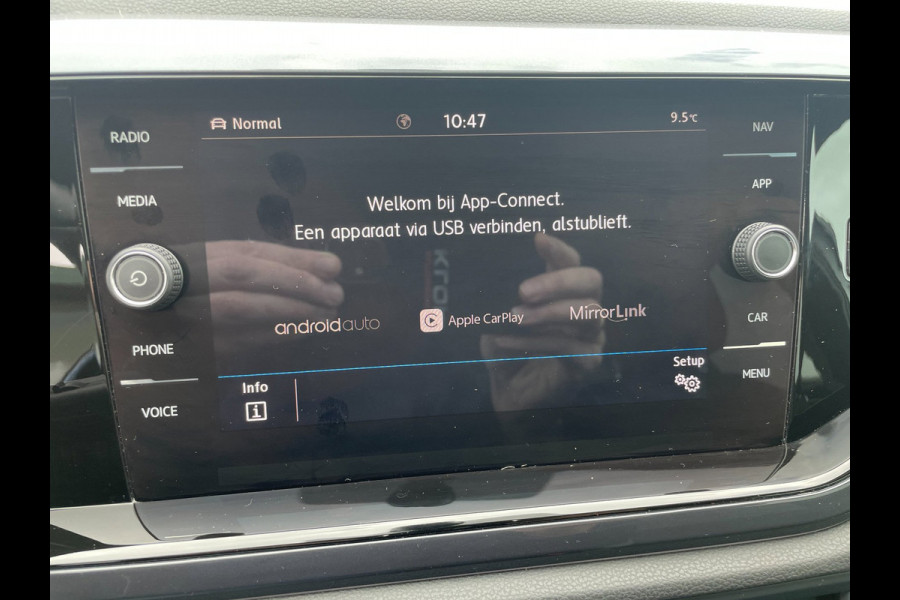 RADIO
MEDIA
PHONE
VOICE
Normal
10:47
9.5°C
Welkom bij App-Connect.
Een apparaat via USB verbinden, alstublieft.
androidauto
Apple CarPlay
MirrorLink
Info
i
Setup
NAV
APP
CAR
MENU